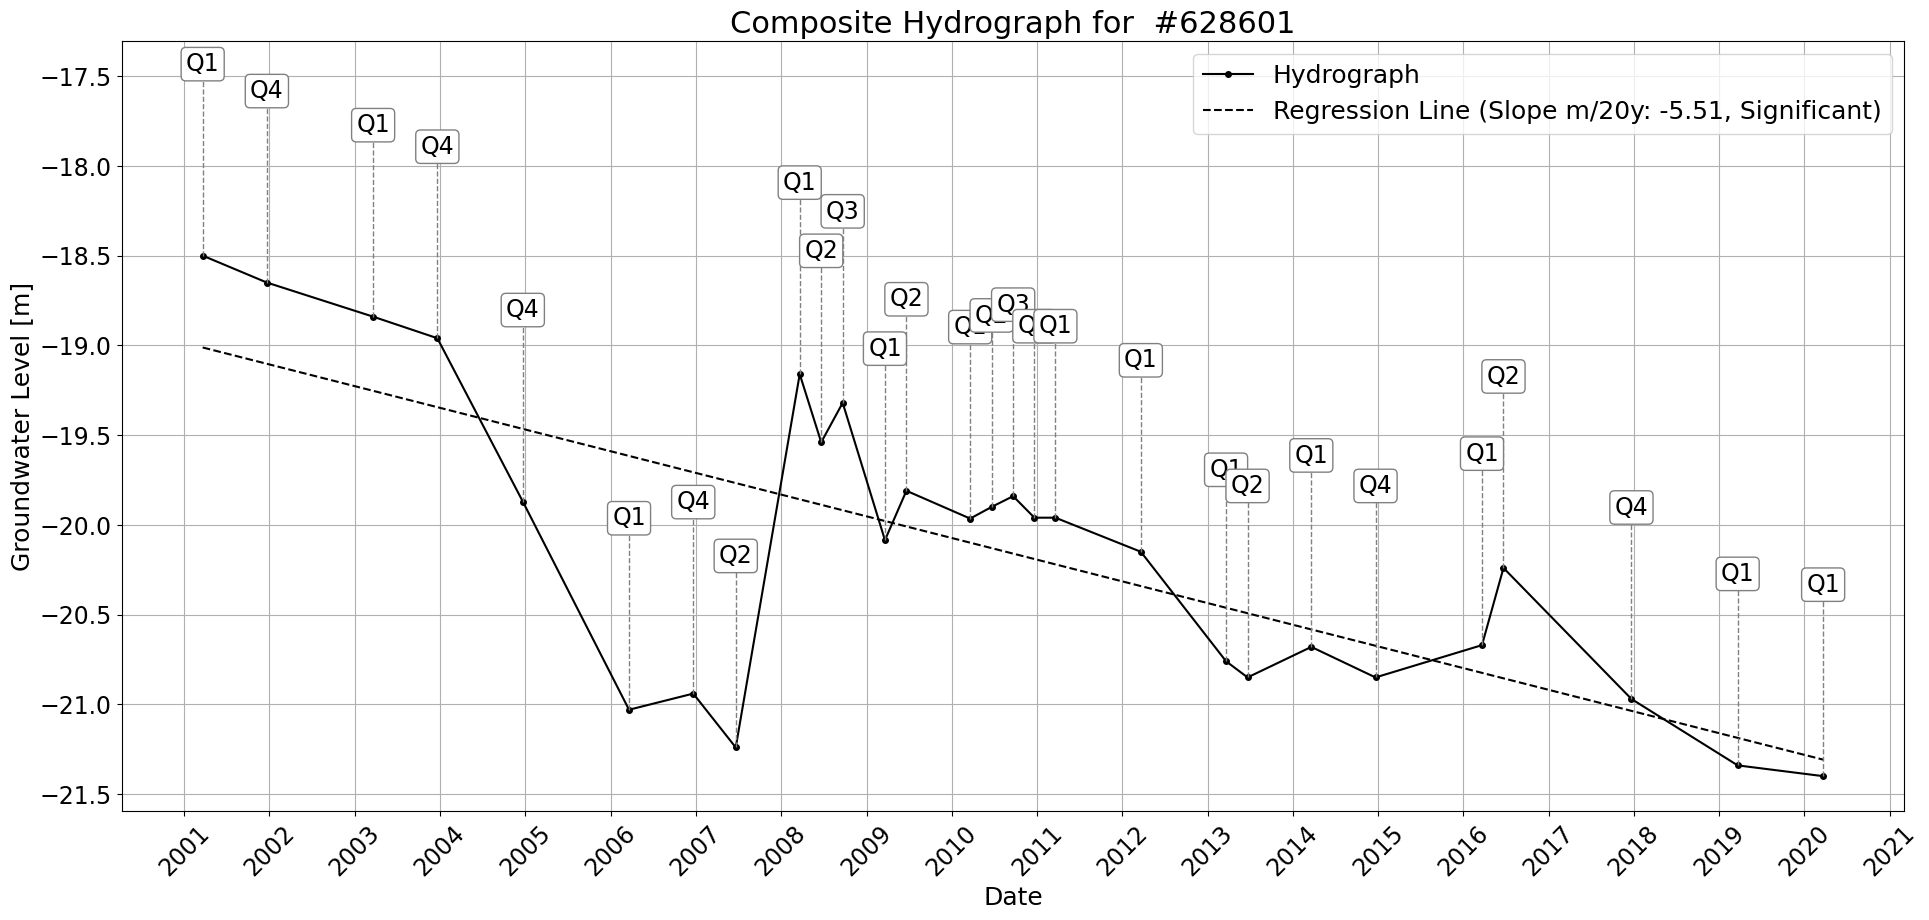 Composite Hydrograph for  #628601
Hydrograph
Regression Line (Slope m/20y: -5.51, Significant)
Groundwater Level [m]
−17.5
−18.0
−18.5
−19.0
−19.5
−20.0
−20.5
−21.0
−21.5
Q1
Q4
Q1
Q4
Q4
Q1
Q4
Q2
Q1
Q2
Q3
Q1
Q2
Q3
Q1
Q1
Q1
Q2
Q1
Q4
Q1
Q2
Q4
Q1
Q1
2001
2002
2003
2004
2005
2006
2007
2008
2009
2010
2011
2012
2013
2014
2015
2016
2017
2018
2019
2020
2021
Date